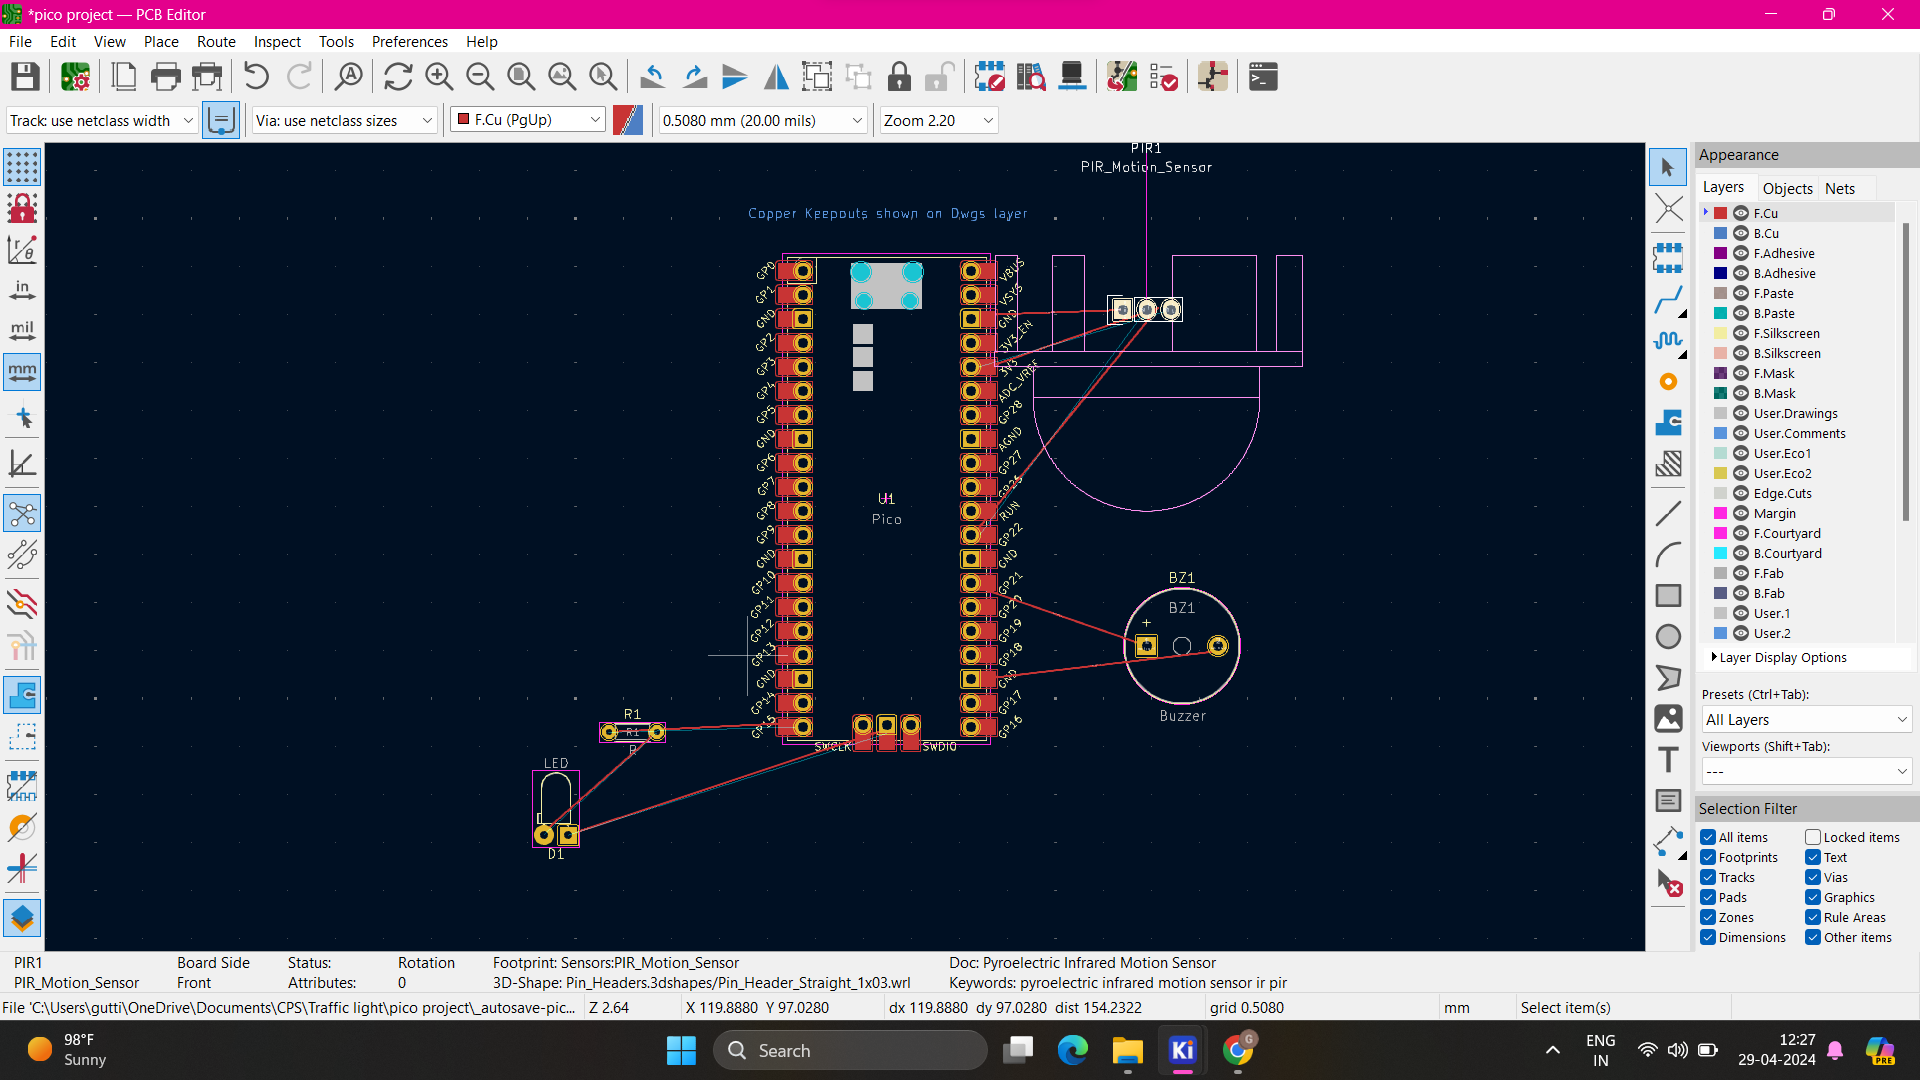 *pico project — PCB Editor
File Edit View Place Route Inspect Tools Preferences Help
Track: use netclass width
Via: use netclass sizes
F.Cu (PgUp)
0.5080 mm (20.00 mils)
Zoom 2.20
in
mil
mm
PIR1
PIR_Motion_Sensor
Copper Keepouts shown on Dwgs layer
GP0
GP1
GND
GP2
GP3
GP4
GP5
GND
GP6
GP7
GP8
GP9
GND
GP10
GP11
GP12
GP13
GND
GP14
GP15
VBUS
VSYS
GND
3V3_EN
3V3
ADC_VREF
GP28
AGND
GP27
GP26
RUN
GP22
GND
GP21
GP20
GP19
GP18
GND
GP17
GP16
U1
Pico
SWCLK
SWDIO
R1
R1
R
LED
D1
BZ1
BZ1
+
Buzzer
Appearance
Layers Objects Nets
F.Cu
B.Cu
F.Adhesive
B.Adhesive
F.Paste
B.Paste
F.Silkscreen
B.Silkscreen
F.Mask
B.Mask
User.Drawings
User.Comments
User.Eco1
User.Eco2
Edge.Cuts
Margin
F.Courtyard
B.Courtyard
F.Fab
B.Fab
User.1
User.2
Layer Display Options
Presets (Ctrl+Tab):
All Layers
Viewports (Shift+Tab):
---
Selection Filter
All items Locked items
Footprints Text
Tracks Vias
Pads Graphics
Zones Rule Areas
Dimensions Other items
PIR1 Board Side Status: Rotation Footprint: Sensors:PIR_Motion_Sensor Doc: Pyroelectric Infrared Motion Sensor
PIR_Motion_Sensor Front Attributes: 0 3D-Shape: Pin_Headers.3dshapes/Pin_Header_Straight_1x03.wrl Keywords: pyroelectric infrared motion sensor ir pir
File 'C:\Users\gutti\OneDrive\Documents\CPS\Traffic light\pico project\_autosave-pic... Z 2.64 X 119.8880 Y 97.0280 dx 119.8880 dy 97.0280 dist 154.2322 grid 0.5080 mm Select item(s)
98°F
Sunny
Search
Ki
G
ENG
IN
12:27
29-04-2024
PRE